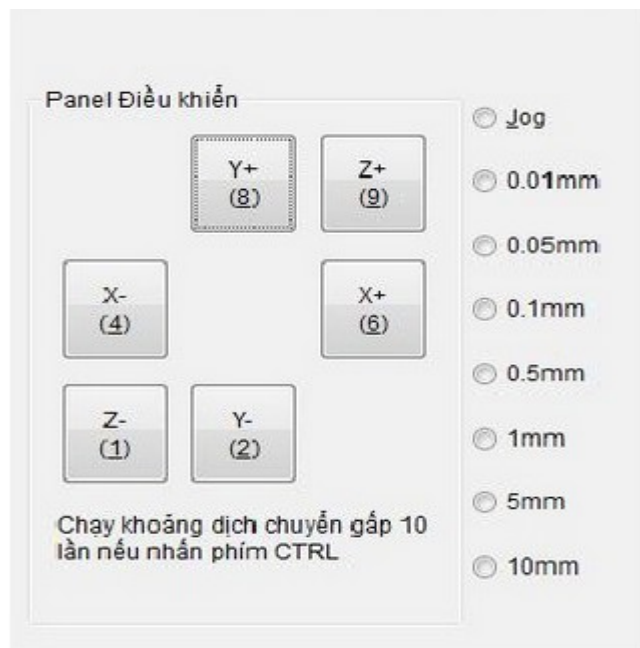 Panel Điều khiển
Y+
(8)
Z+
(9)
X-
(4)
X+
(6)
Z-
(1)
Y-
(2)
Chạy khoảng dịch chuyển gấp 10
lần nếu nhấn phím CTRL
Jog
0.01mm
0.05mm
0.1mm
0.5mm
1mm
5mm
10mm